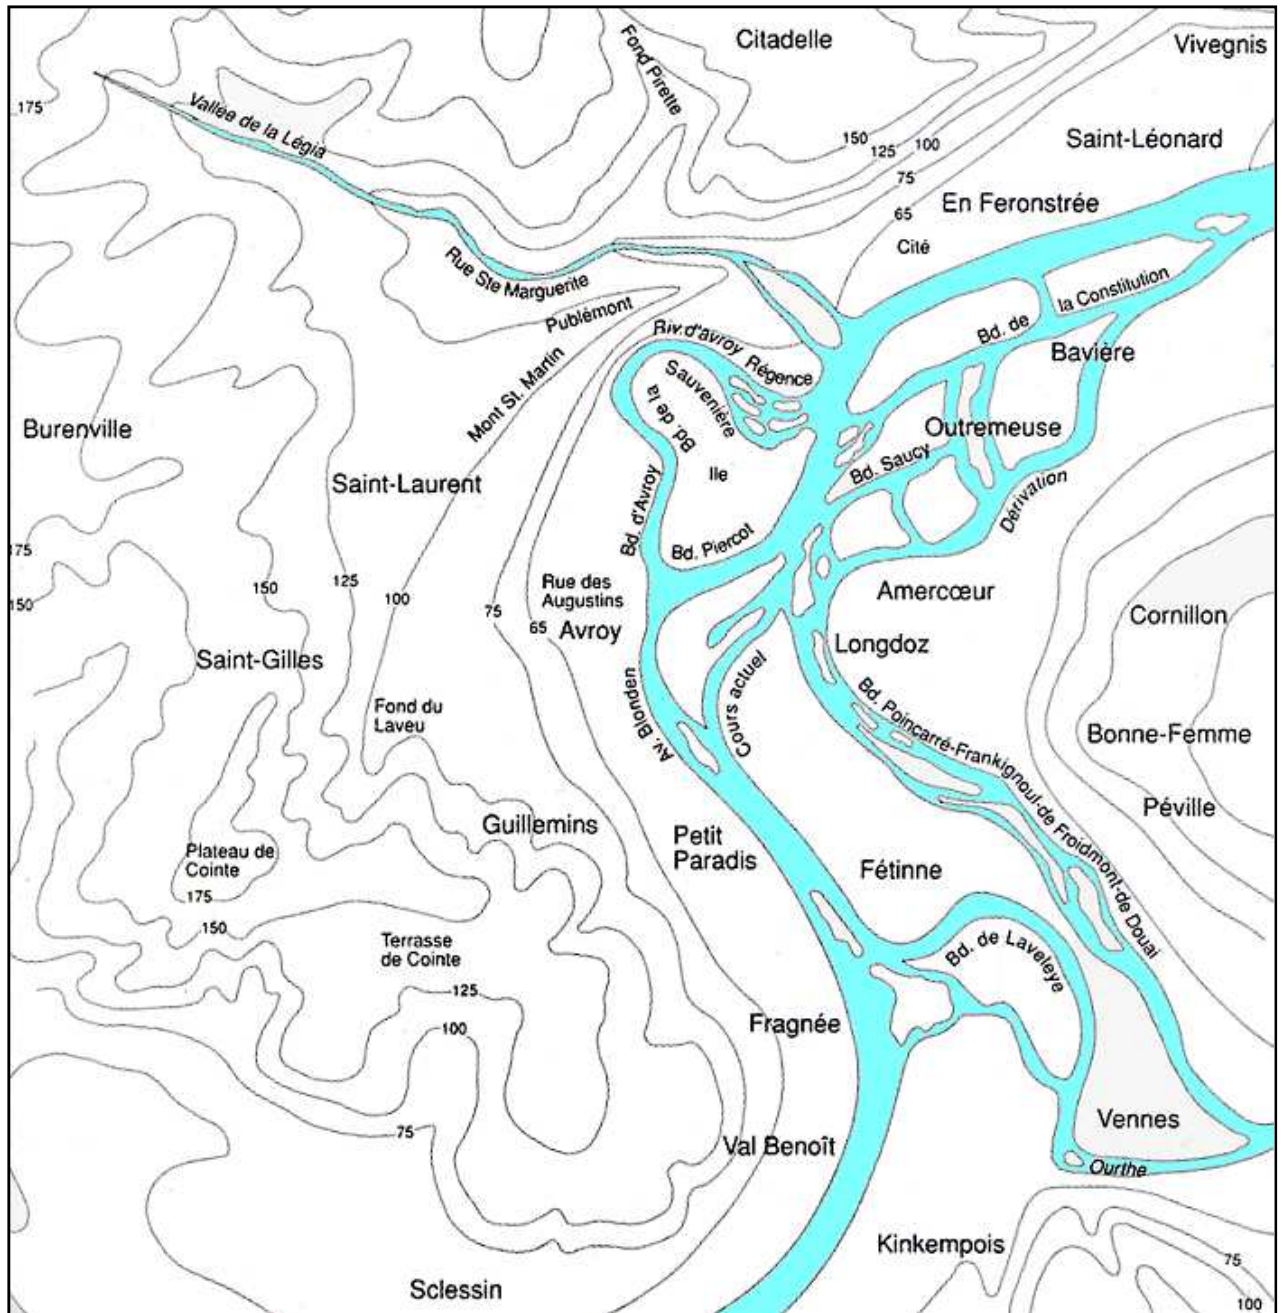 Citadelle
Vivegnis
Fond Pirette
175
Vallée de la Légia
150
125
100
75
65
Saint-Léonard
En Feronstrée
Cité
Rue Ste Marguerite
Publémont
Mont St. Martin
Riv.d'avroy
Régence
Sauvenière
Bd. de la
Bd. de
la Constitution
Bavière
Burenville
Outremeuse
Ile
Bd. Saucy
Saint-Laurent
Bd. d'Avroy
Dérivation
Bd. Piercot
175
150
150
125
100
75
65
Rue des
Augustins
Avroy
Amercœur
Cornillon
Longdoz
Saint-Gilles
Fond du
Laveu
Av. Blonden
Cours actuel
Bd. Poincarré-Frankignoul-de Froidmont-de Douai
Bonne-Femme
Péville
Guillemins
Petit
Paradis
Fétinne
Plateau de
Cointe
175
150
Terrasse
de Cointe
125
100
75
Bd. de Laveleye
Fragnée
Val Benoît
Vennes
Ourthe
Kinkempois
Sclessin
75
100